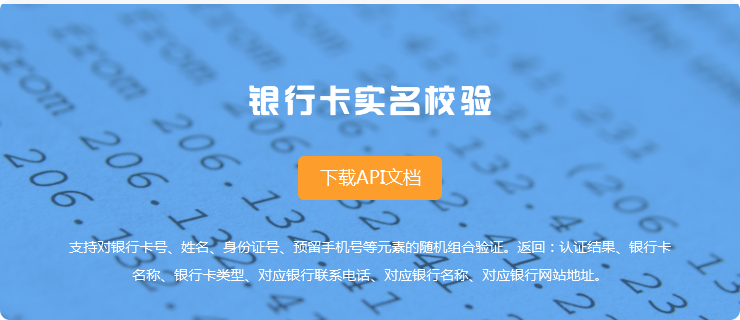 银行卡实名校验
下载API文档
支持对银行卡号、姓名、身份证号、预留手机号等元素的随机组合验证。返回：认证结果、银行卡
名称、银行卡类型、对应银行联系电话、对应银行名称、对应银行网站地址。